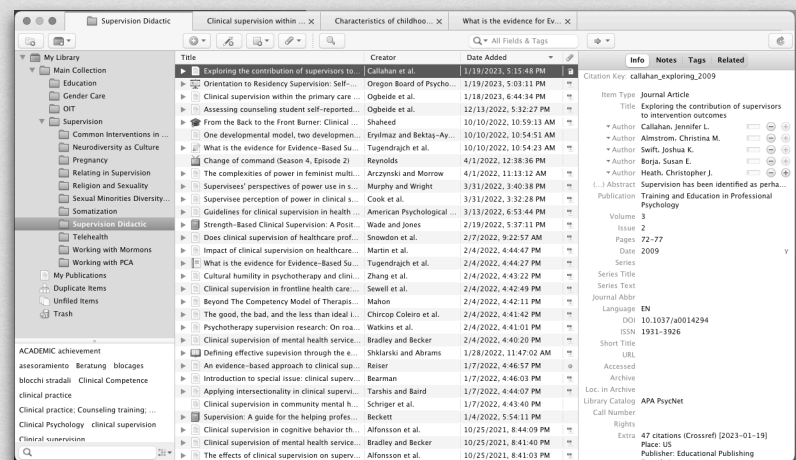 Supervision Didactic
Clinical supervision within ...
Characteristics of childhoo...
What is the evidence for Ev...
All Fields & Tags
My Library
Main Collection
Education
Gender Care
OIT
Supervision
Common Interventions in ...
Neurodiversity as Culture
Pregnancy
Relating in Supervision
Religion and Sexuality
Sexual Minorities Diversity...
Somatization
Supervision Didactic
Telehealth
Working with Mormons
Working with PCA
My Publications
Duplicate Items
Unfiled Items
Trash
ACADEMIC achievement
asesoramiento Beratung blocages
blocchi stradali Clinical Competence
clinical practice
Clinical practice; Counseling training; ...
Clinical Psychology clinical supervision
Clinical supervision
Title Creator Date Added
Exploring the contribution of supervisors to... Callahan et al. 1/19/2023, 5:15:48 PM
Orientation to Residency Supervision: Self-... Oregon Board of Psycho... 1/19/2023, 5:03:11 PM
Clinical supervision within the primary care ... Ogbeide et al. 1/18/2023, 6:44:34 PM
Assessing counseling student self-reported... Ogbeide et al. 12/13/2022, 5:32:27 PM
From the Back to the Front Burner: Clinical ... Shaheed 10/10/2022, 10:59:13 AM
One developmental model, two developmen... Eryılmaz and Bektaş-Ay... 10/10/2022, 10:54:51 AM
What is the evidence for Evidence-Based Su... Tugendrajch et al. 10/10/2022, 10:54:23 AM
Change of command (Season 4, Episode 2) Reynolds 4/1/2022, 12:38:36 PM
The complexities of power in feminist multi... Arczynski and Morrow 4/1/2022, 11:13:12 AM
Supervisees' perspectives of power use in s... Murphy and Wright 3/31/2022, 3:40:38 PM
Supervisee perception of power in clinical s... Cook et al. 3/31/2022, 3:32:28 PM
Guidelines for clinical supervision in health ... American Psychological ... 3/13/2022, 6:53:44 PM
Strength-Based Clinical Supervision: A Posit... Wade and Jones 2/19/2022, 5:37:11 PM
Does clinical supervision of healthcare prof... Snowdon et al. 2/7/2022, 9:22:57 AM
Impact of clinical supervision on healthcare... Martin et al. 2/4/2022, 4:44:47 PM
What is the evidence for Evidence-Based Su... Tugendrajch et al. 2/4/2022, 4:44:27 PM
Cultural humility in psychotherapy and clini... Zhang et al. 2/4/2022, 4:43:22 PM
Clinical supervision in frontline health care:... Sewell et al. 2/4/2022, 4:42:49 PM
Beyond The Competency Model of Therapis... Mahon 2/4/2022, 4:42:11 PM
The good, the bad, and the less than ideal i... Chircop Coleiro et al. 2/4/2022, 4:41:42 PM
Psychotherapy supervision research: On roa... Watkins et al. 2/4/2022, 4:41:01 PM
Clinical supervision of mental health service... Bradley and Becker 2/4/2022, 4:40:20 PM
Defining effective supevision through the e... Shklarski and Abrams 1/28/2022, 11:47:02 AM
An evidence-based approach to clinical sup... Reiser 1/7/2022, 4:46:57 PM
Introduction to special issue: clinical superv... Bearman 1/7/2022, 4:46:03 PM
Applying intersectionality in clinical supervi... Tarshis and Baird 1/7/2022, 4:44:07 PM
Clinical supervision in community mental h... Schriger et al. 1/7/2022, 4:43:40 PM
Supervision: A guide for the helping profes... Beckett 1/4/2022, 5:54:11 PM
Clinical supervision in cognitive behavior th... Alfonsson et al. 10/25/2021, 8:44:09 PM
Clinical supervision of mental health service... Bradley and Becker 10/25/2021, 8:41:40 PM
The effects of clinical supervision on superv... Alfonsson et al. 10/25/2021, 8:41:03 PM
Info Notes Tags Related
Citation Key: callahan_exploring_2009
Item Type Journal Article
Title Exploring the contribution of supervisors
to intervention outcomes
Author Callahan, Jennifer L.
Author Almstrom, Christina M.
Author Swift, Joshua K.
Author Borja, Susan E.
Author Heath, Christopher J.
(...) Abstract Supervision has been identified as perha...
Publication Training and Education in Professional
Psychology
Volume 3
Issue 2
Pages 72–77
Date 2009 y
Series
Series Title
Series Text
Journal Abbr
Language EN
DOI 10.1037/a0014294
ISSN 1931-3926
Short Title
URL
Accessed
Archive
Loc. in Archive
Library Catalog APA PsycNet
Call Number
Rights
Extra 47 citations (Crossref) [2023-01-19]
Place: US
Publisher: Educational Publishing